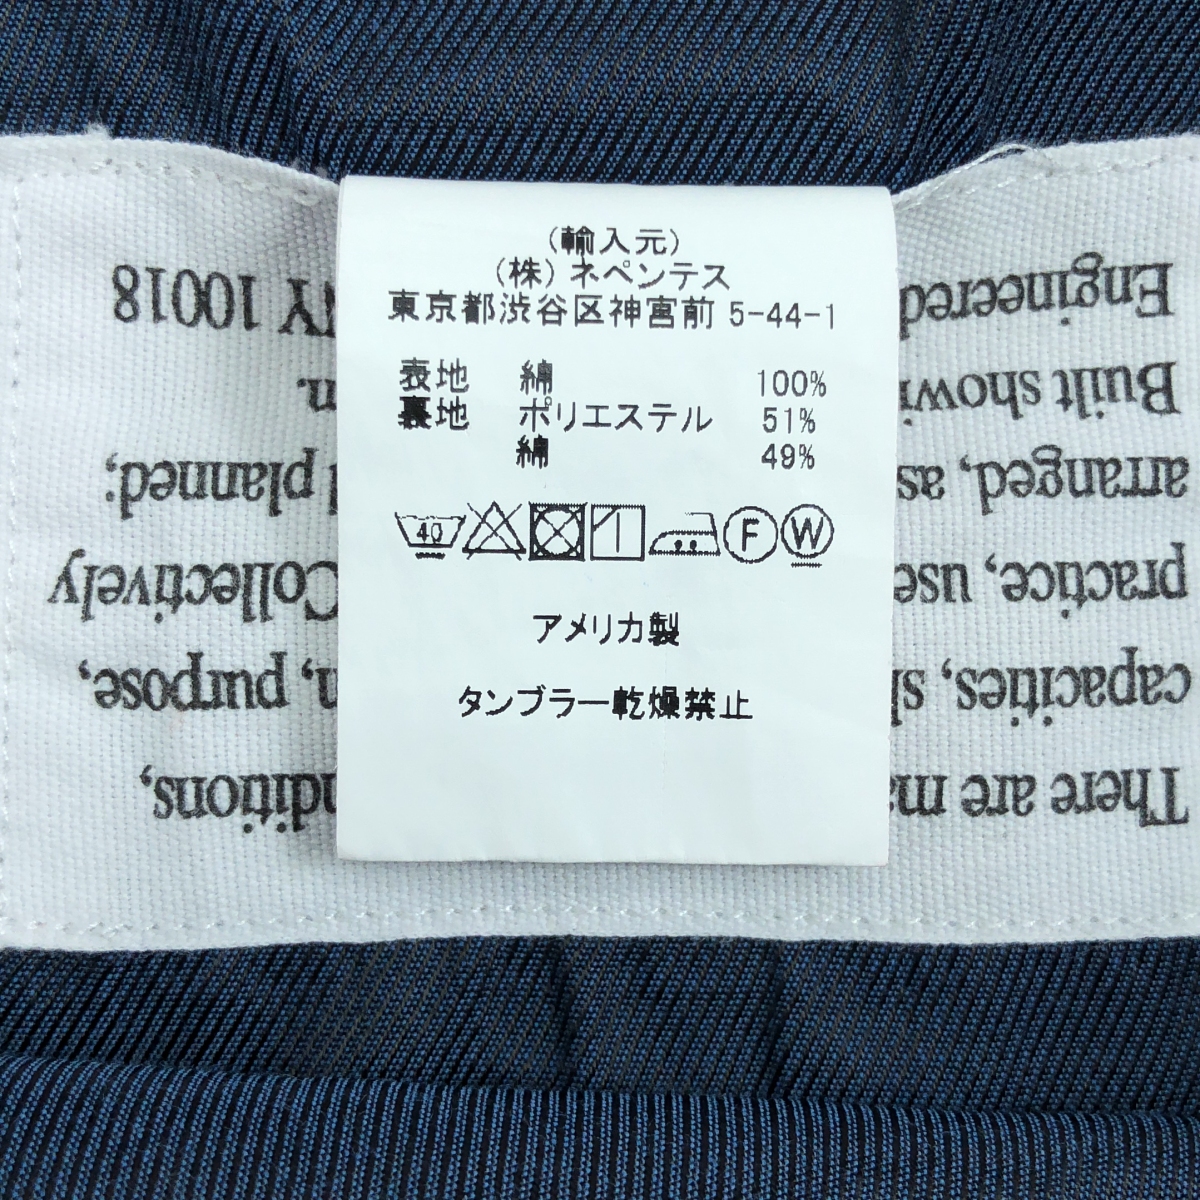 (輸入元)
(株) ネペンテス
東京都渋谷区神宮前 5-44-1
表地 綿 100%
裏地 ポリエステル 51%
綿 49%
40
F
W
アメリカ製
タンブラー乾燥禁止
There are
conditions,
capacities,
purpose,
practice, use
Collectively
arranged, as
planned;
Built
Engineered
NY 10018